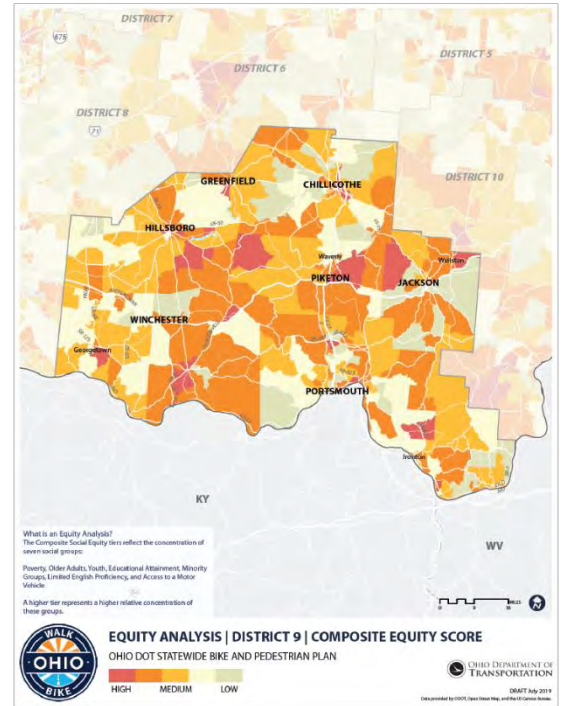 DISTRICT 7
675
DISTRICT 5
DISTRICT 6
DISTRICT 8
71
DISTRICT 10
GREENFIELD
CHILLICOTHE
HILLSBORO
Waverly
Wellston
PIKETON
JACKSON
WINCHESTER
Georgetown
PORTSMOUTH
Ironton
KY
WV
What is an Equity Analysis?
The Composite Social Equity tiers reflect the concentration of
seven social groups:
Poverty, Older Adults, Youth, Educational Attainment, Minority
Groups, Limited English Proficiency, and Access to a Motor
Vehicle
A higher tier represents a higher relative concentration of
these groups.
MILES
N
WALK
OHIO
BIKE
EQUITY ANALYSIS | DISTRICT 9 | COMPOSITE EQUITY SCORE
OHIO DOT STATEWIDE BIKE AND PEDESTRIAN PLAN
HIGH MEDIUM LOW
OHIO DEPARTMENT OF
TRANSPORTATION
DRAFT July 2019
Data provided by ODOT, Open Street Map, and the US Census Bureau.